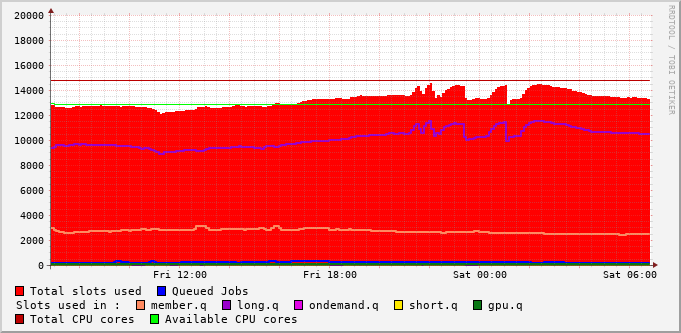 20000
18000
16000
14000
12000
10000
8000
6000
4000
2000
0
Fri 12:00 Fri 18:00 Sat 00:00 Sat 06:00
Total slots used Queued Jobs
Slots used in : member.q long.q ondemand.q short.q gpu.q
Total CPU cores Available CPU cores
RRDTOOL / TOBI OETIKER